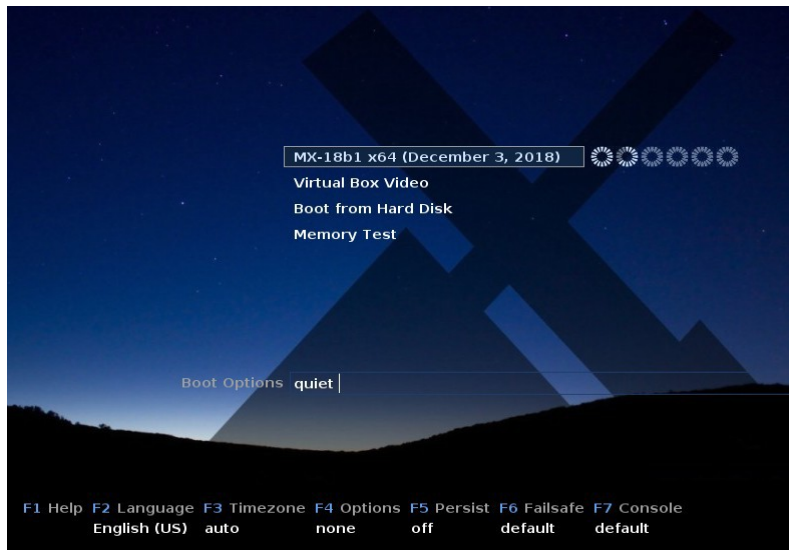 MX-18b1 x64 (December 3, 2018)
Virtual Box Video
Boot from Hard Disk
Memory Test
Boot Options quiet
F1 Help F2 Language F3 Timezone F4 Options F5 Persist F6 Failsafe F7 Console
English (US) auto none off default default